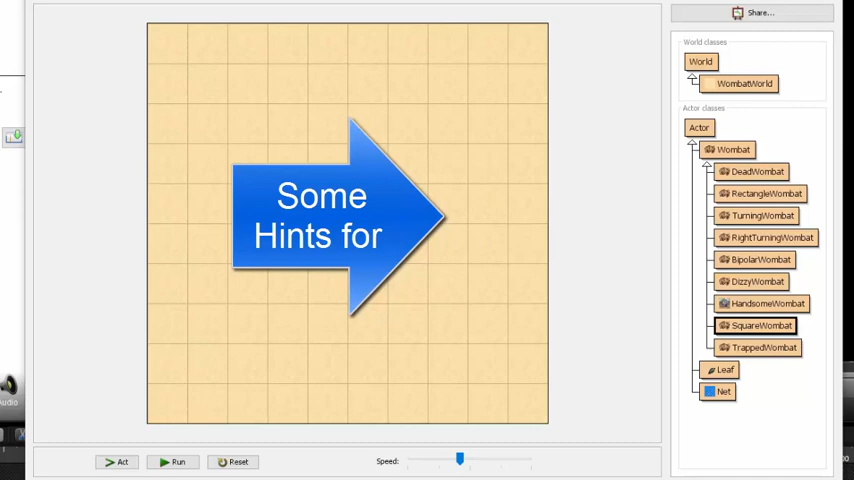 Share...
World classes
World
WombatWorld
Actor classes
Actor
Wombat
DeadWombat
RectangleWombat
TurningWombat
RightTurningWombat
BipolarWombat
DizzyWombat
HandsomeWombat
SquareWombat
TrappedWombat
Leaf
Net
Some
Hints for
Audio
Act
Run
Reset
Speed: